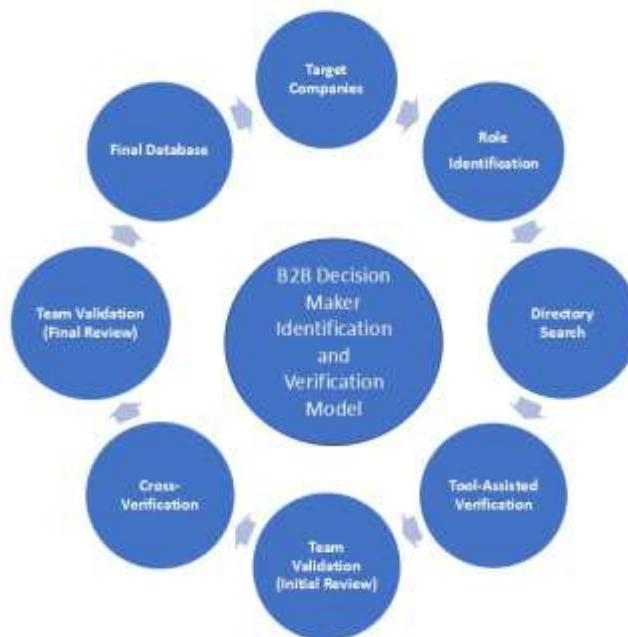 Target
Companies
Role
Identification
Directory
Search
Tool-Assisted
Verification
Team
Validation
(Initial Review)
Cross-
Verification
Team Validation
(Final Review)
Final Database
B2B Decision
Maker
Identification
and
Verification
Model